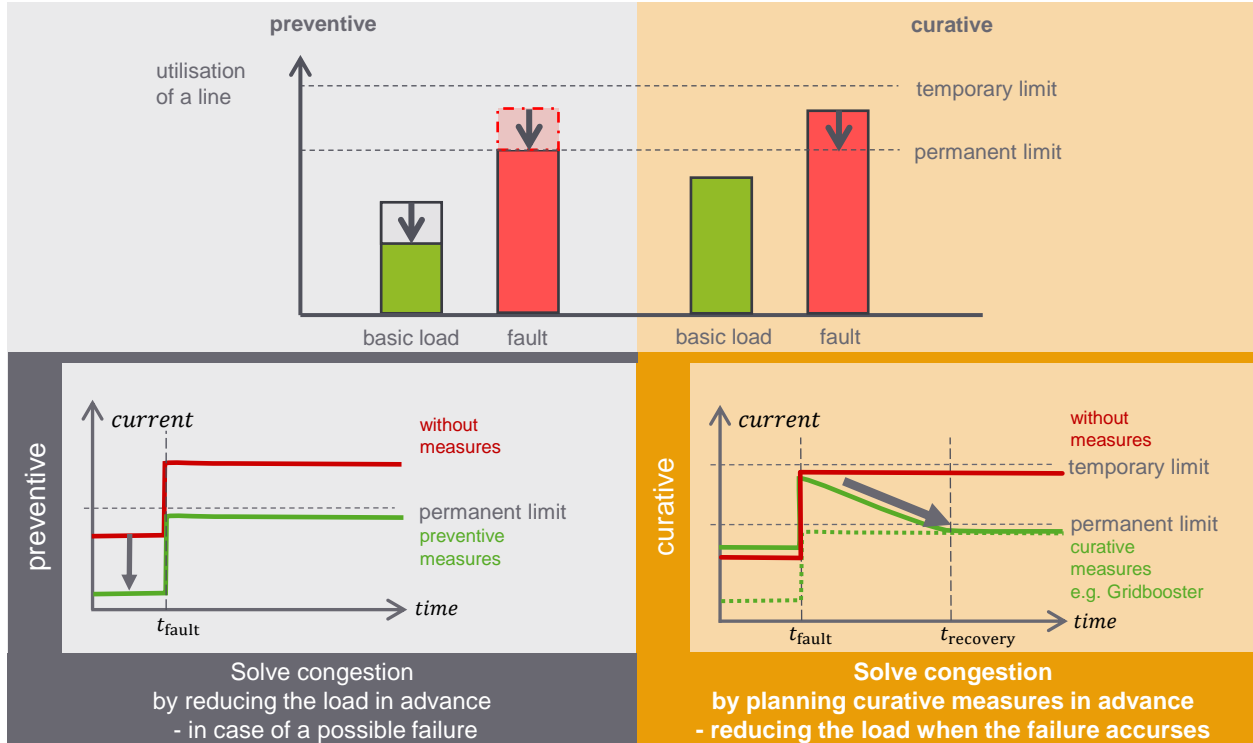 preventive
curative
utilisation
of a line
temporary limit
permanent limit
basic load
fault
basic load
fault
preventive
current
without
measures
permanent limit
preventive
measures
time
t_fault
curative
current
without
measures
temporary limit
permanent limit
curative
measures
e.g. Gridbooster
time
t_fault
t_recovery
Solve congestion
by reducing the load in advance
- in case of a possible failure
Solve congestion
by planning curative measures in advance
- reducing the load when the failure accurses